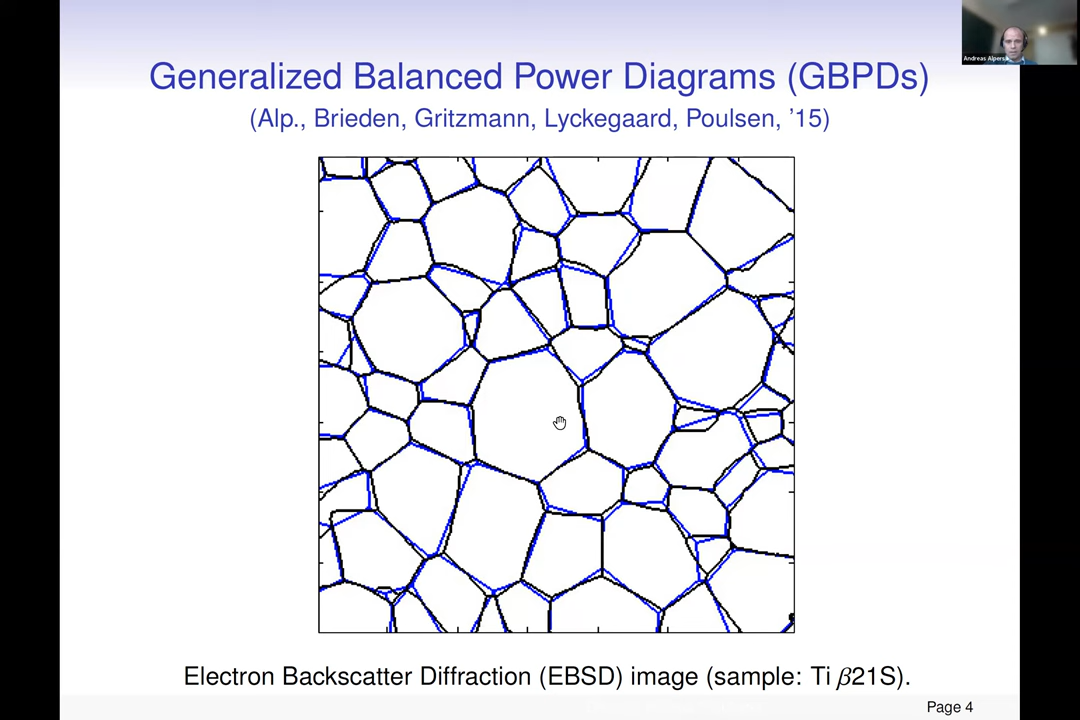 Generalized Balanced Power Diagrams (GBPDs)
(Alp., Brieden, Gritzmann, Lyckegaard, Poulsen, ’15)
Andreas Alpers
Electron Backscatter Diffraction (EBSD) image (sample: Ti β21S).
Page 4